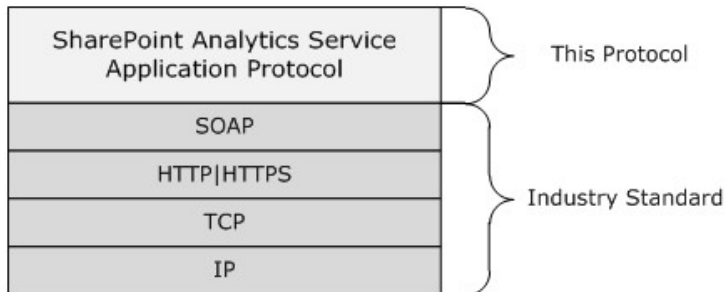 SharePoint Analytics Service
Application Protocol
This Protocol
SOAP
HTTP|HTTPS
Industry Standard
TCP
IP